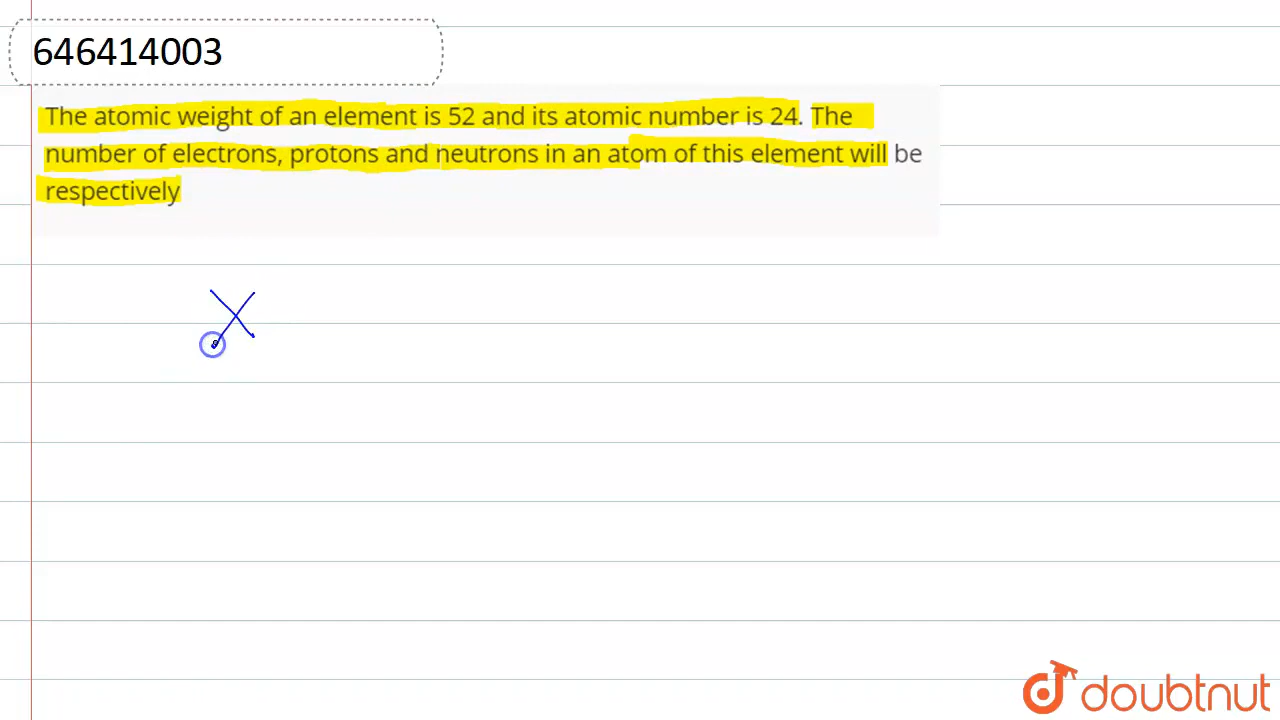 646414003
The atomic weight of an element is 52 and its atomic number is 24. The
number of electrons, protons and neutrons in an atom of this element will be
respectively
X
doubtnut